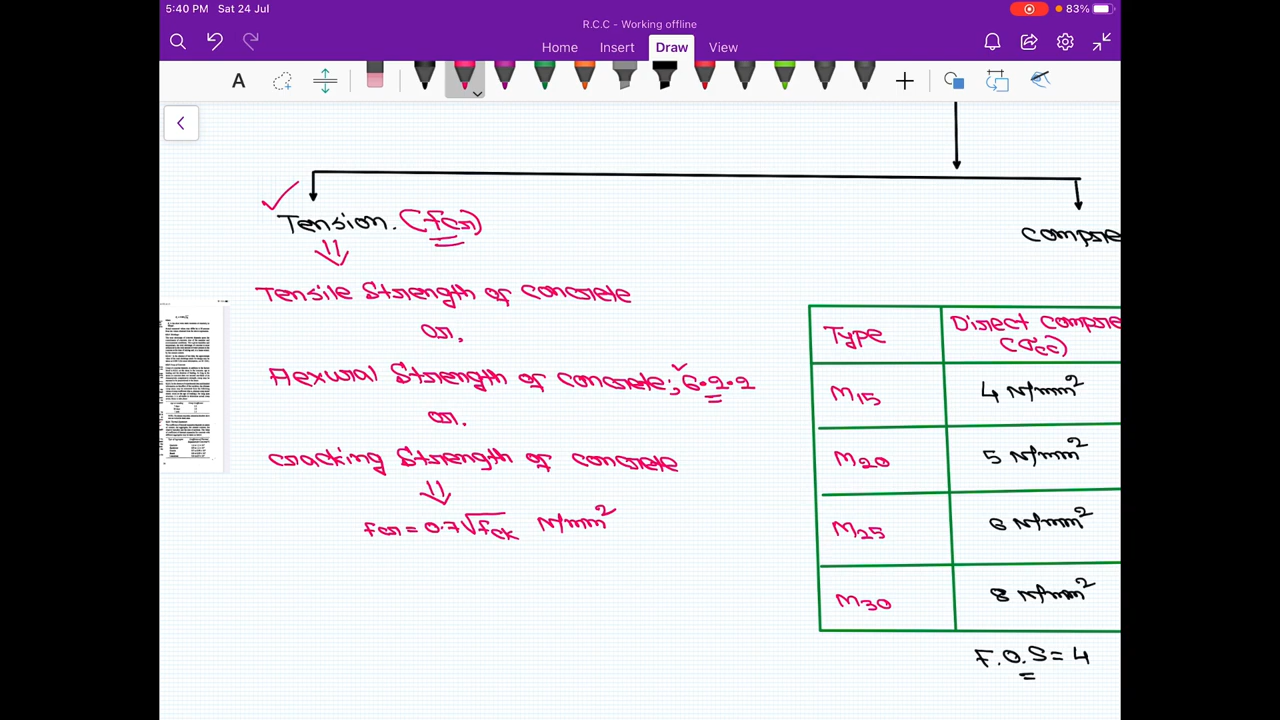 5:40 PM Sat 24 Jul
83%
R.C.C - Working offline
Home Insert Draw View
A
Tension. (fcr)
Compre
Tensile Strength of concrete
or,
Flexural Strength of concrete; 6.2.2
or.
cracking Strength of concrete
fcr = 0.7√fck N/mm²
Type Direct Compre
(σcc)
M15 4 N/mm²
M20 5 N/mm²
M25 6 N/mm²
M30 8 N/mm²
F.O.S = 4